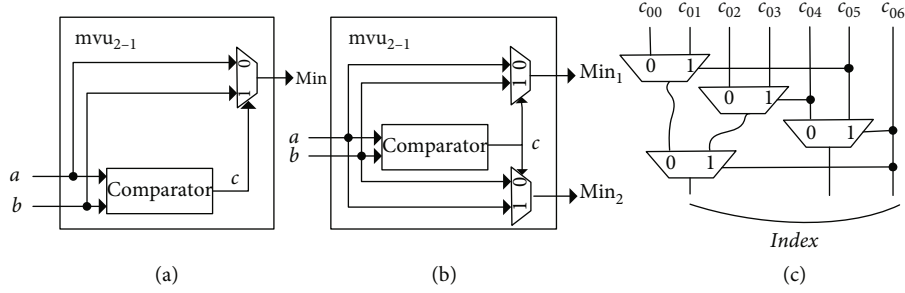 mvu2–1
0
1
Min
a
b
Comparator
c
(a)
mvu2–1
1 0
Min1
a
b
Comparator
c
1 0
Min2
(b)
c00 c01 c02 c03 c04 c05 c06
0 1
0 1
0 1
0 1
Index
(c)